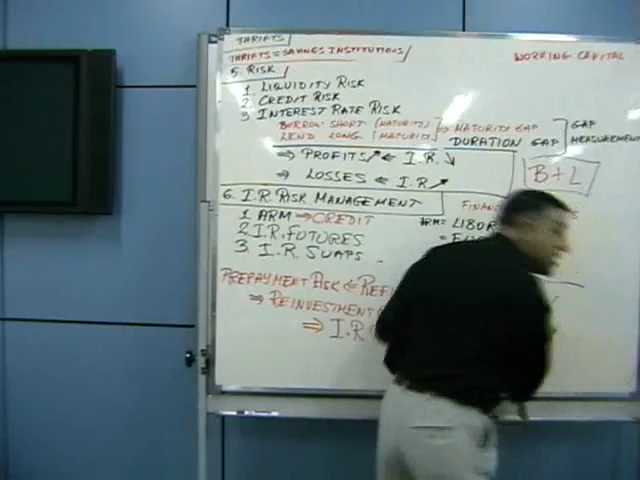 THRIFTS
WORKING CAPITAL
THRIFTS = SAVINGS INSTITUTIONS
5. RISK
1. LIQUIDITY RISK
2. CREDIT RISK
3 INTEREST RATE RISK
BORROW SHORT (MATURITY) ⇒ MATURITY GAP GAP
LEND LONG (MATURITY) DURATION GAP MEASUREMENT
⇒ PROFITS ↗ ⇐ I.R. ↘
⇒ LOSSES ⇐ I.R ↗
B+L
6. I.R. RISK MANAGEMENT
1 ARM ⇒ CREDIT ARM = LIBOR
2. I.R. FUTURES
3. I.R. SWAPS
PREPAYMENT RISK ⇐
⇒ REINVESTMENT
⇒ I.R